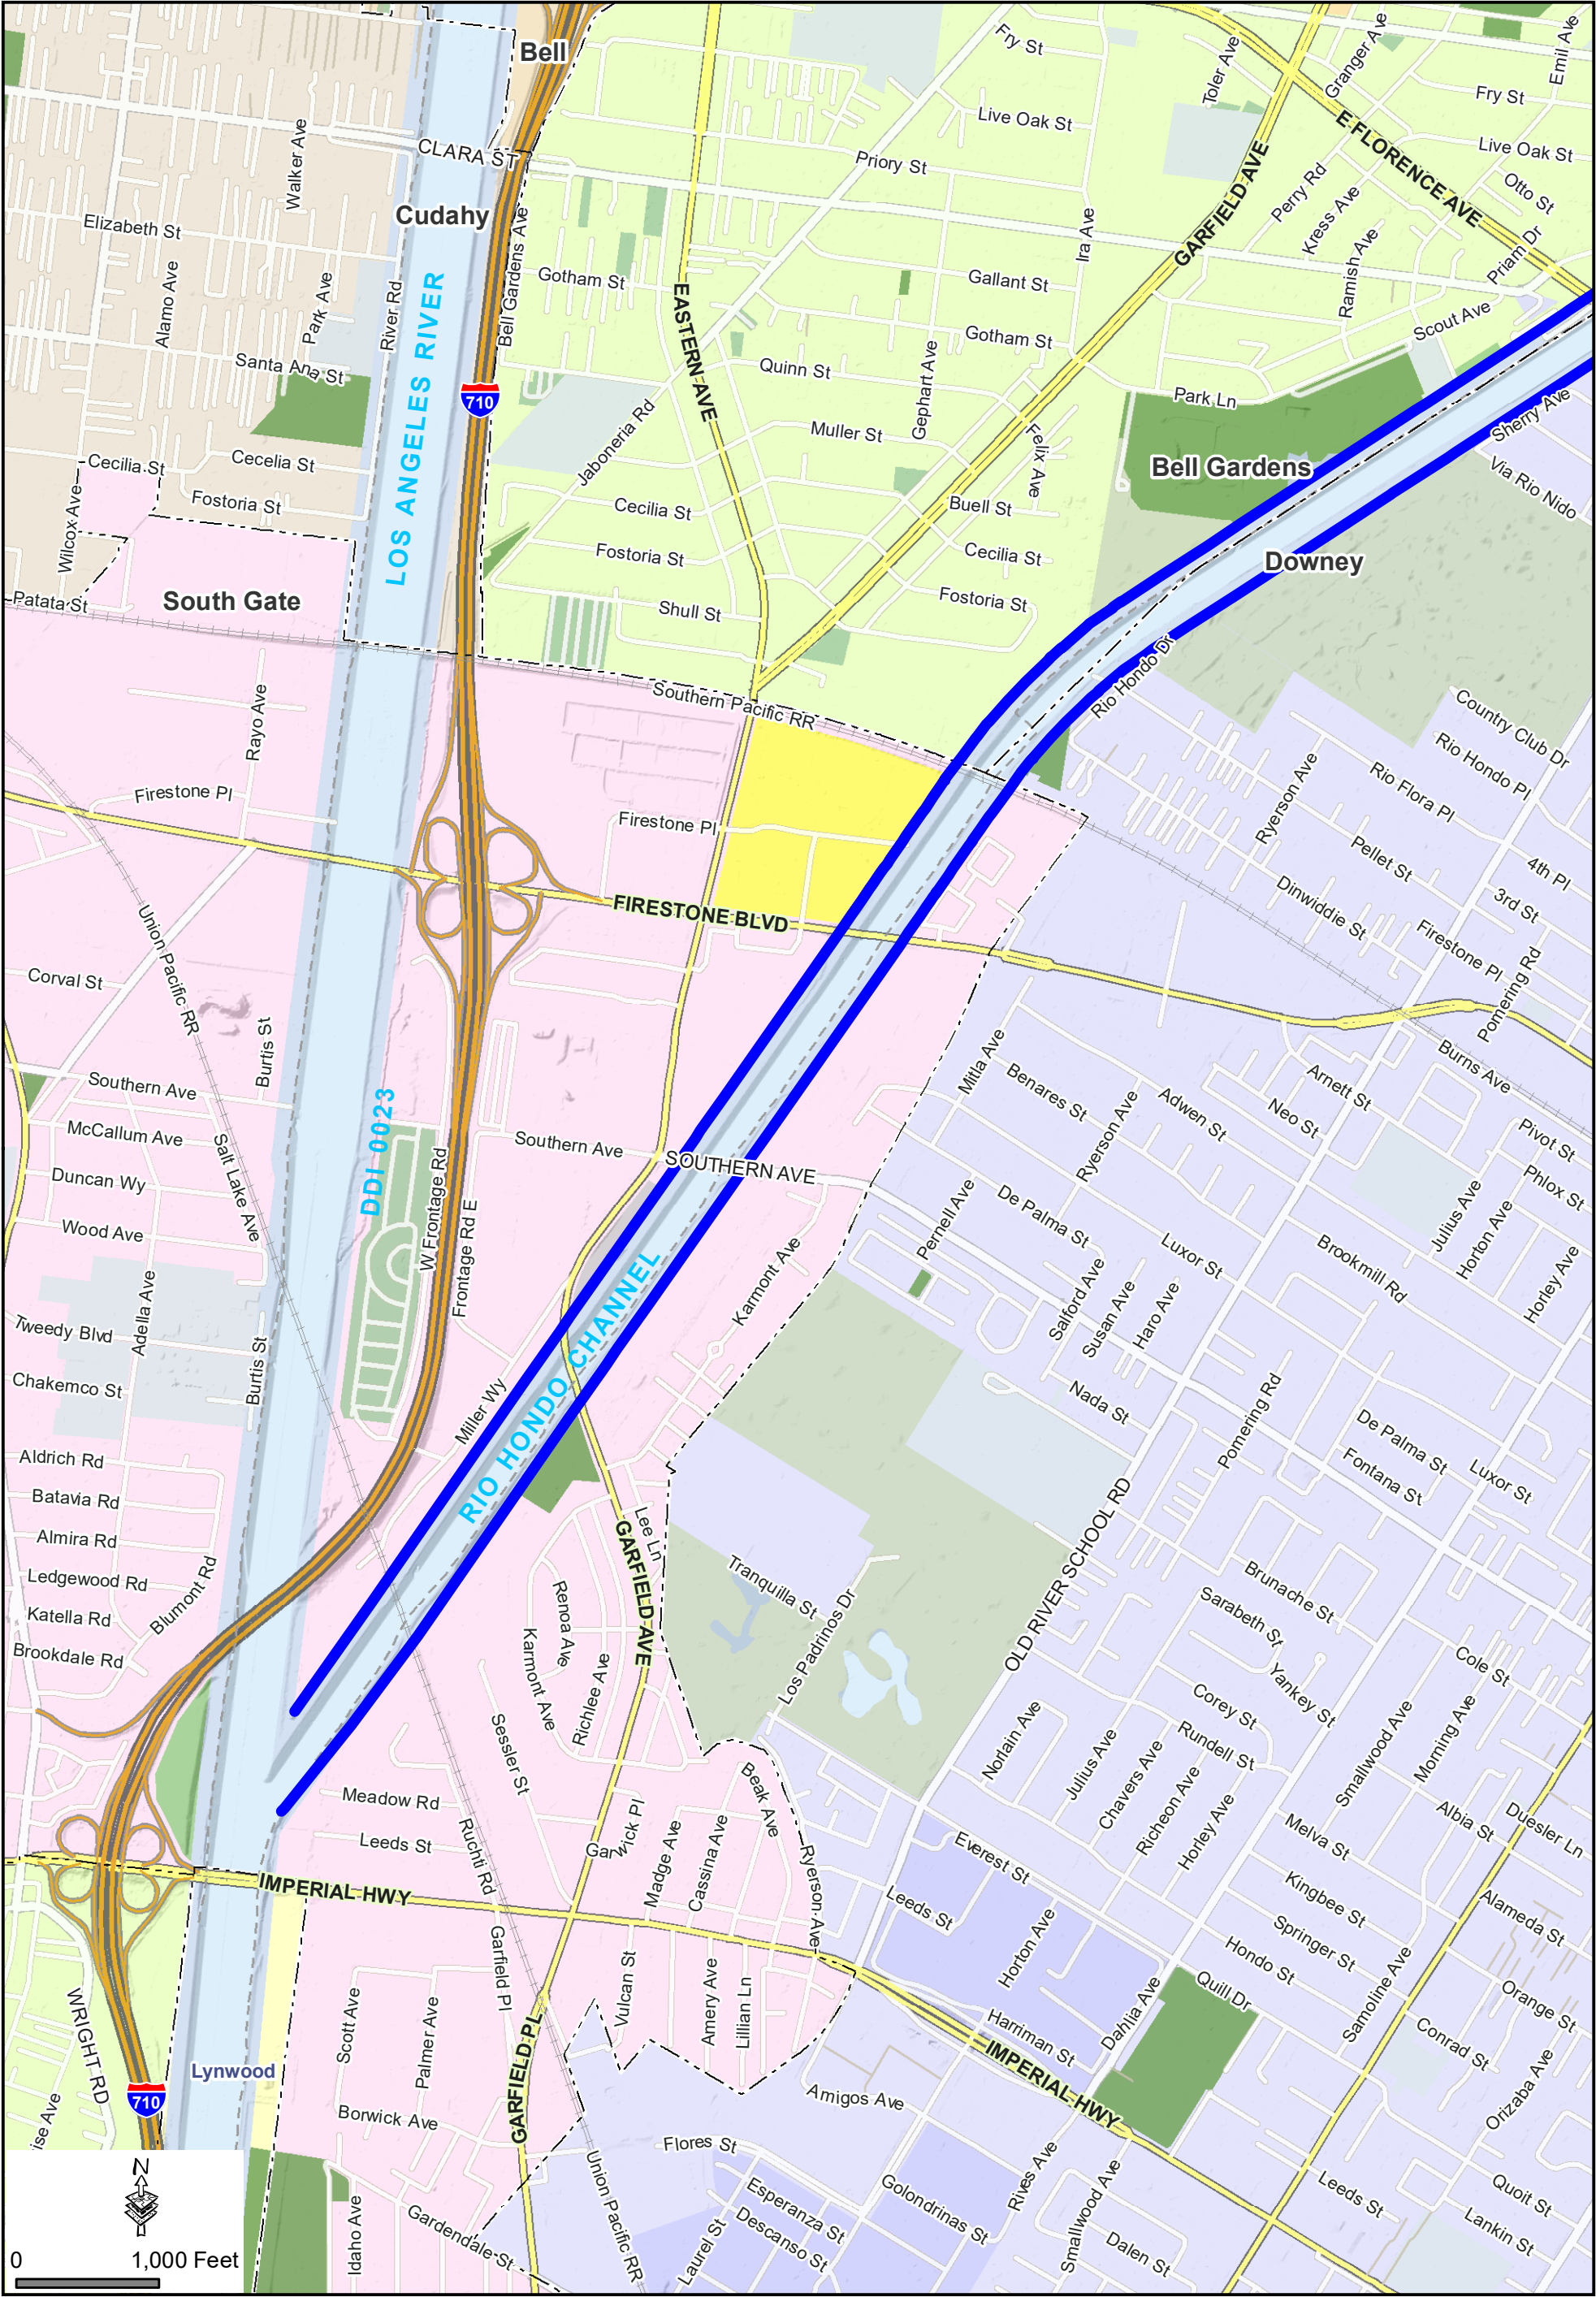 Bell
Fry St
Toler Ave
Granger Ave
Emil Ave
Fry St
Live Oak St
E FLORENCE AVE
Live Oak St
Walker Ave
CLARA ST
Priory St
GARFIELD AVE
Perry Rd
Otto St
Elizabeth St
Cudahy
Kress Ave
Ira Ave
Ramish Ave
Priam Dr
Alamo Ave
Park Ave
River Rd
Bell Gardens Ave
Gotham St
Gallant St
EASTERN AVE
Scout Ave
Gotham St
Santa Ana St
LOS ANGELES RIVER
710
Quinn St
Gephart Ave
Park Ln
Jaboneria Rd
Muller St
Felix Ave
Sherry Ave
Cecilia St
Cecelia St
Bell Gardens
Via Rio Nido
Fostoria St
Wilcox Ave
Cecilia St
Buell St
Fostoria St
Cecilia St
Downey
Patata St
South Gate
Shull St
Fostoria St
Rio Hondo Dr
Southern Pacific RR
Country Club Dr
Rayo Ave
Rio Hondo Pl
Rio Flora Pl
Firestone Pl
Firestone Pl
Ryerson Ave
Pellet St
4th Pl
FIRESTONE BLVD
Dinwiddie St
3rd St
Firestone Pl
Union Pacific RR
Corval St
Pomering Rd
Burtis St
Mitla Ave
Burns Ave
Southern Ave
Benares St
Arnett St
DDI 0023
Ryerson Ave
Adwen St
Neo St
McCallum Ave
Salt Lake Ave
Southern Ave
SOUTHERN AVE
Pivot St
Duncan Wy
W Frontage Rd
Frontage Rd E
De Palma St
Pernell Ave
Phlox St
Wood Ave
Julius Ave
Horton Ave
Luxor St
Brookmill Rd
Karmont Ave
Salford Ave
Susan Ave
Haro Ave
Horley Ave
Tweedy Blvd
Adella Ave
Burtis St
RIO HONDO CHANNEL
Chakemco St
Miller Wy
Nada St
Pomering Rd
De Palma St
Aldrich Rd
Fontana St
Luxor St
Batavia Rd
OLD RIVER SCHOOL RD
Almira Rd
Lee Ln
GARFIELD AVE
Ledgewood Rd
Tranquilla St
Brunache St
Katella Rd
Blumont Rd
Renoa Ave
Los Padrinos Dr
Sarabeth St
Brookdale Rd
Karmont Ave
Richlee Ave
Yankey St
Cole St
Sessler St
Norlain Ave
Corey St
Rundell St
Smallwood Ave
Morning Ave
Julius Ave
Chavers Ave
Richeon Ave
Horley Ave
Meadow Rd
Beak Ave
Leeds St
Garwick Pl
Albia St
Duesler Ln
Ruchti Rd
Madge Ave
Cassina Ave
Ryerson Ave
Everest St
Melva St
IMPERIAL HWY
Leeds St
Kingbee St
Alameda St
Garfield Pl
Horton Ave
Springer St
Hondo St
Vulcan St
Amery Ave
Lillian Ln
Quill Dr
Samoline Ave
Orange St
WRIGHT RD
Scott Ave
Palmer Ave
GARFIELD PL
Harriman St
Dahlia Ave
Conrad St
Lynwood
IMPERIAL HWY
710
Amigos Ave
Orizaba Ave
Borwick Ave
ise Ave
Flores St
N
Union Pacific RR
Rives Ave
Smallwood Ave
Leeds St
Quoit St
Esperanza St
Golondrinas St
Idaho Ave
Gardendale St
Laurel St
Descanso St
Lankin St
Dalen St
0 1,000 Feet